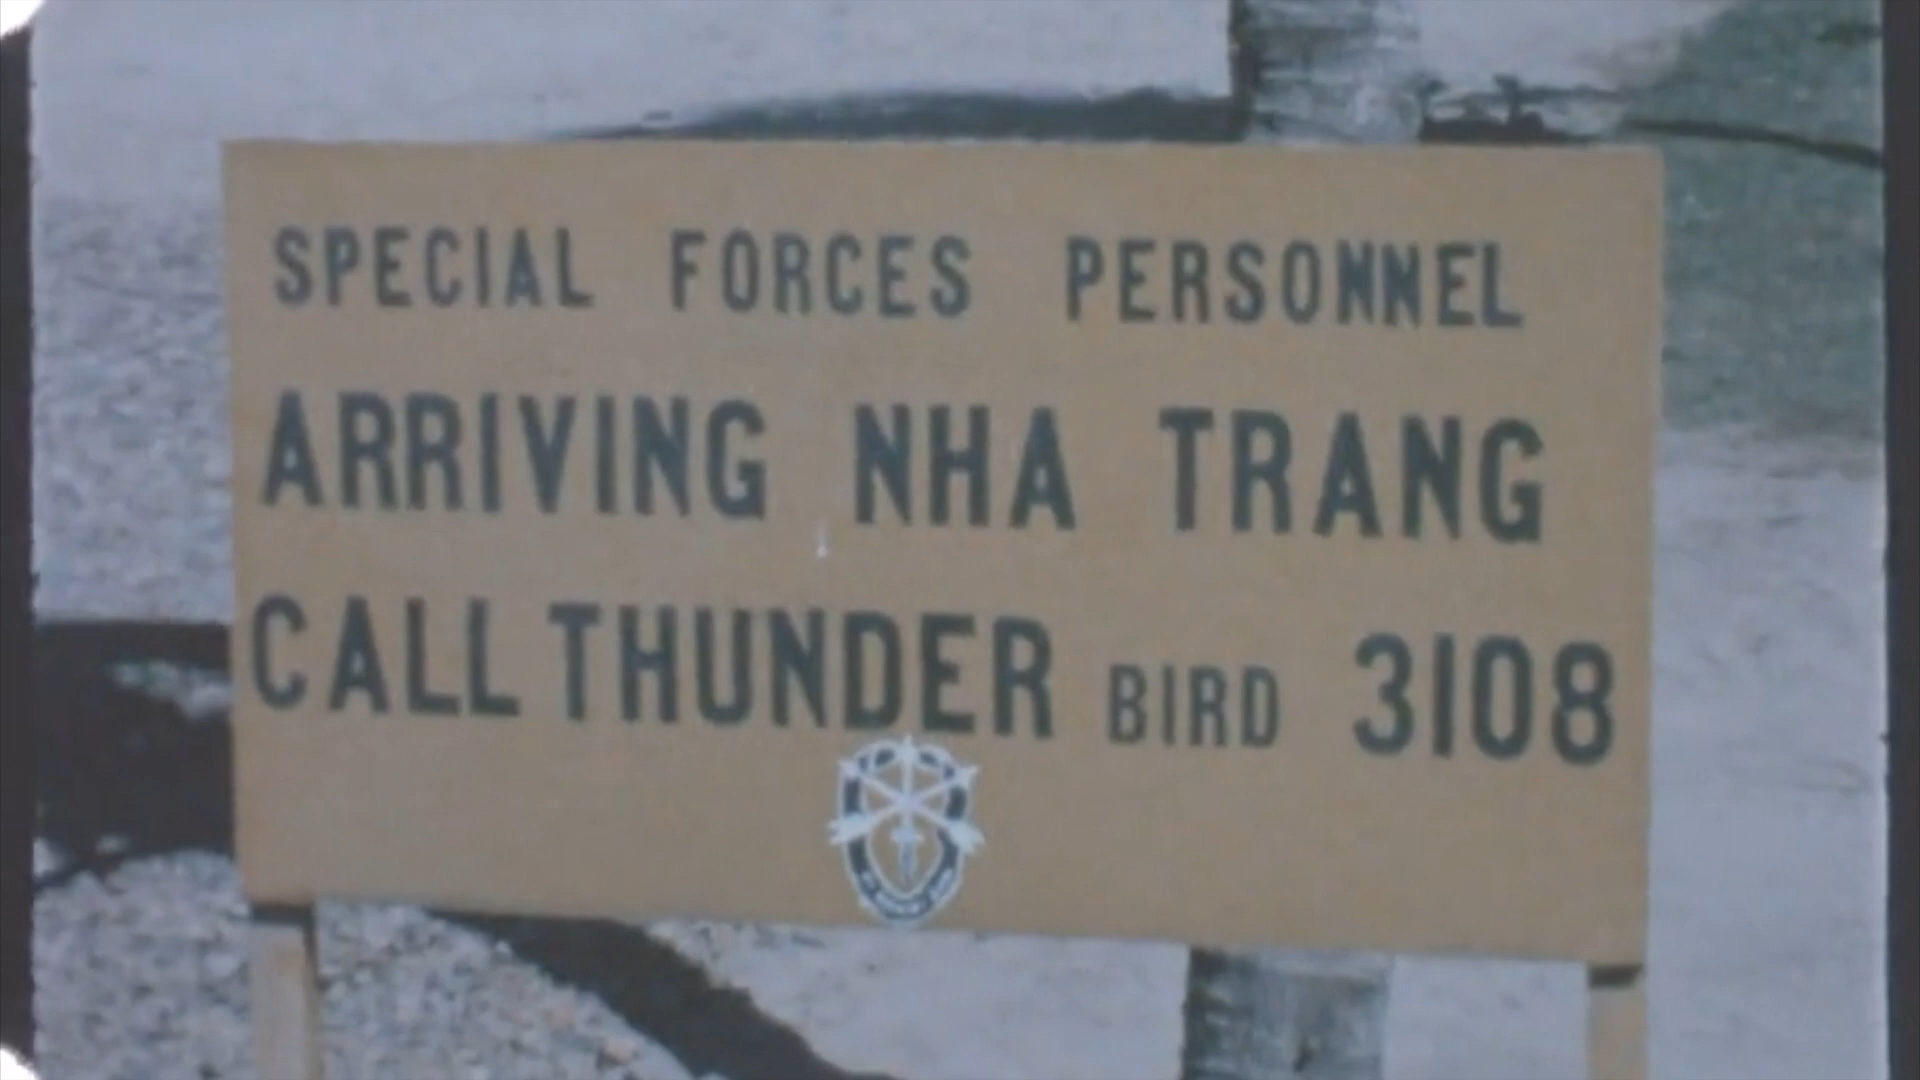 SPECIAL FORCES PERSONNEL
ARRIVING NHA TRANG
CALL THUNDER BIRD 3108